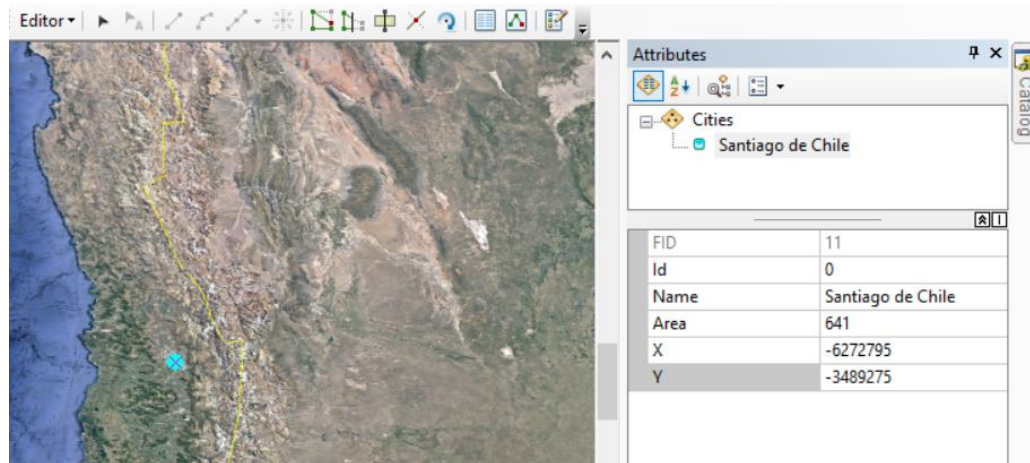 Editor
Attributes
Catalog
Cities
Santiago de Chile
FID 11
Id 0
Name Santiago de Chile
Area 641
X -6272795
Y -3489275